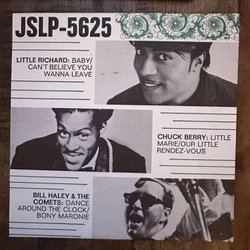 JSLP-5625
LITTLE RICHARD: BABY/
CAN'T BELIEVE YOU
WANNA LEAVE
CHUCK BERRY: LITTLE
MARIE/OUR LITTLE
RENDEZ-VOUS
BILL HALEY & THE
COMETS: DANCE
AROUND THE CLOCK/
BONY MARONIE